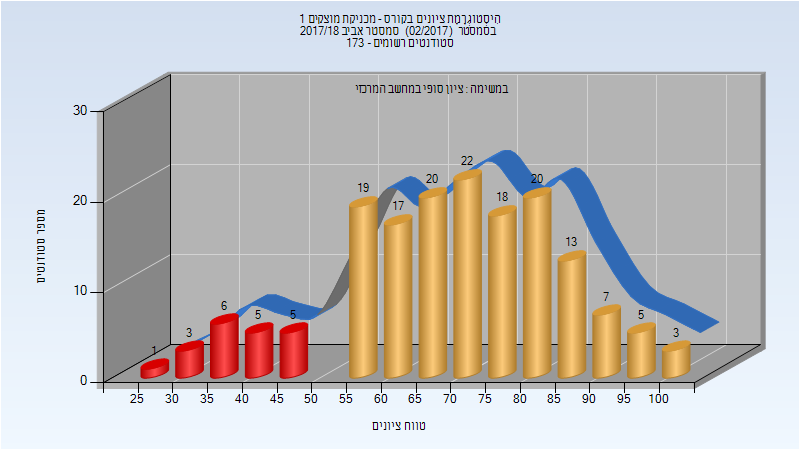 היסטוגרמת ציונים בקורס - מכניקת מוצקים 1
בסמסטר (02/2017) סמסטר אביב 2017/18
סטודנטים רשומים - 173
במשימה : ציון סופי במחשב המרכזי
מספר סטודנטים
30
20
10
0
1 3 6 5 5 19 17 20 22 18 20 13 7 5 3
25 30 35 40 45 50 55 60 65 70 75 80 85 90 95 100
טווח ציונים